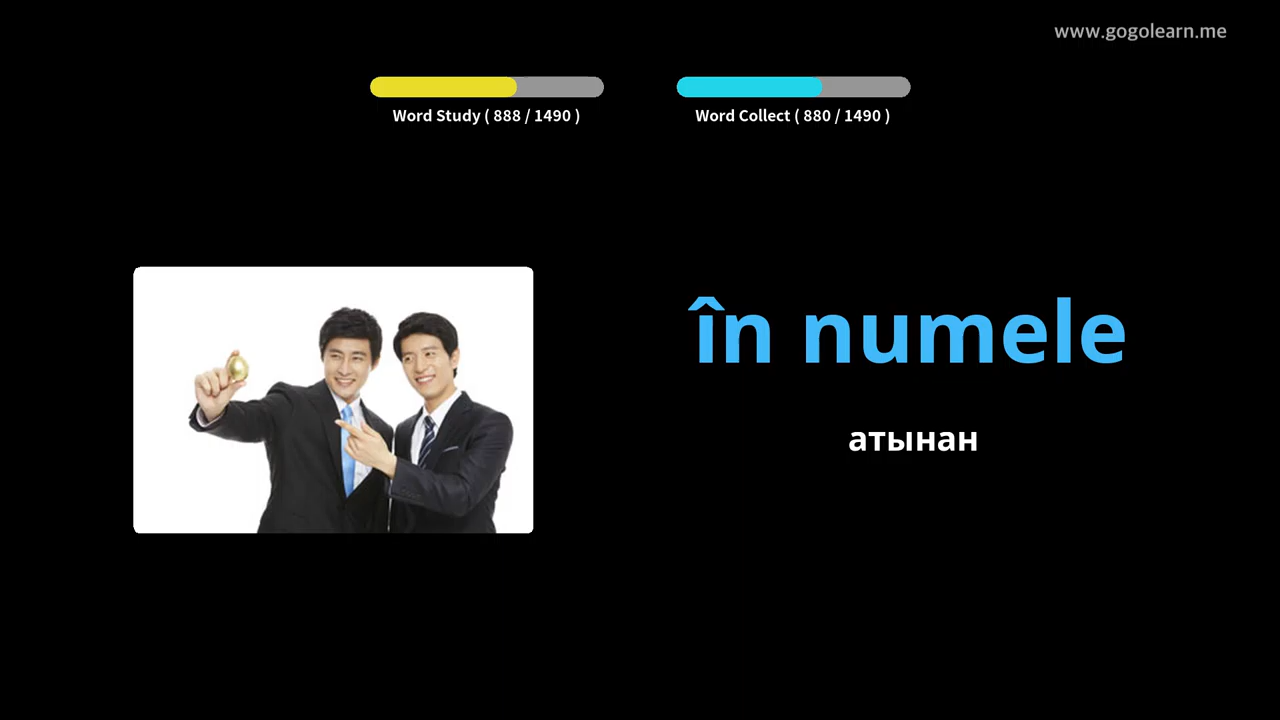 www.gogolearn.me
Word Study ( 888 / 1490 )
Word Collect ( 880 / 1490 )
în numele
атынан